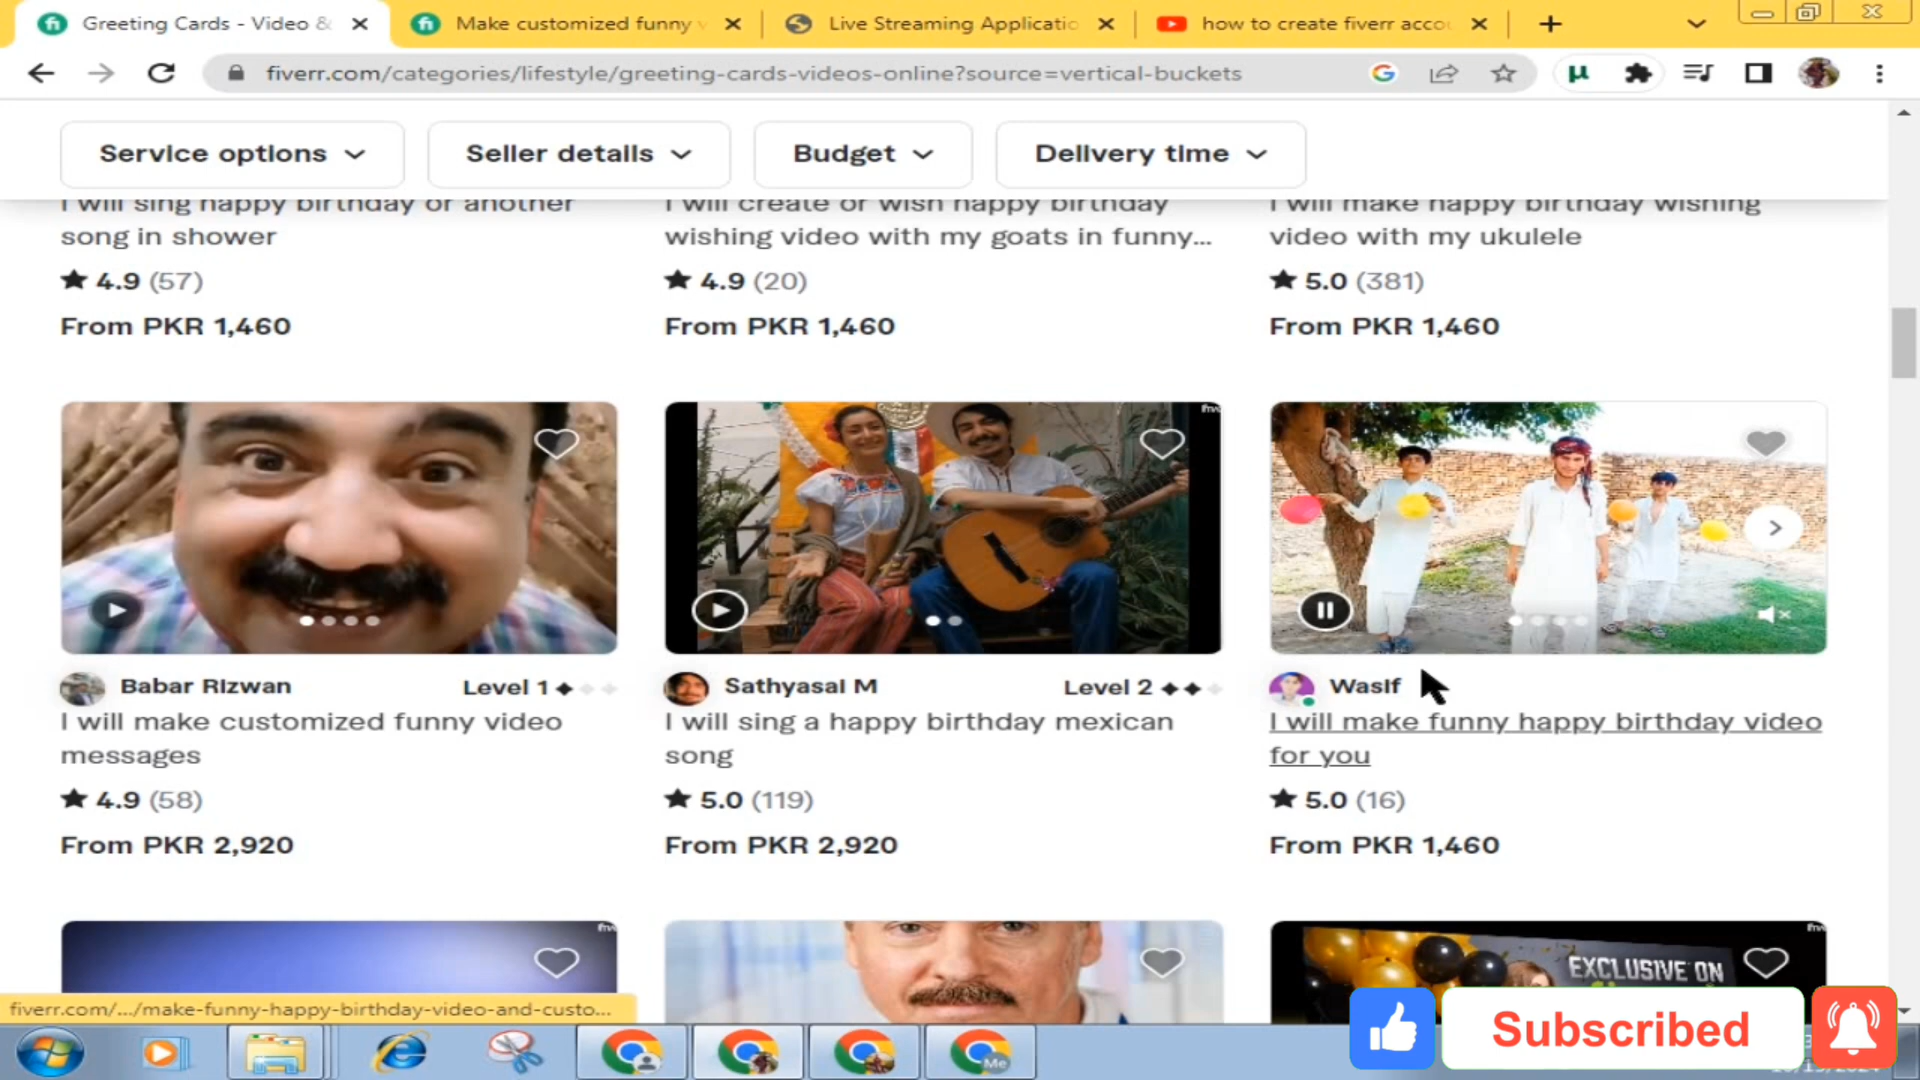 Greeting Cards - Video &
Make customized funny v
Live Streaming Applicatio
how to create fiverr accou
fiverr.com/categories/lifestyle/greeting-cards-videos-online?source=vertical-buckets
Service options
Seller details
Budget
Delivery time
I will sing happy birthday or another
song in shower
4.9 (57)
From PKR 1,460
I will create or wish happy birthday
wishing video with my goats in funny...
4.9 (20)
From PKR 1,460
I will make happy birthday wishing
video with my ukulele
5.0 (381)
From PKR 1,460
Babar Rizwan
Level 1
I will make customized funny video
messages
4.9 (58)
From PKR 2,920
Sathyasai M
Level 2
I will sing a happy birthday mexican
song
5.0 (119)
From PKR 2,920
Wasif
I will make funny happy birthday video
for you
5.0 (16)
From PKR 1,460
EXCLUSIVE ON
fiverr.com/.../make-funny-happy-birthday-video-and-custo...
Me
Subscribed